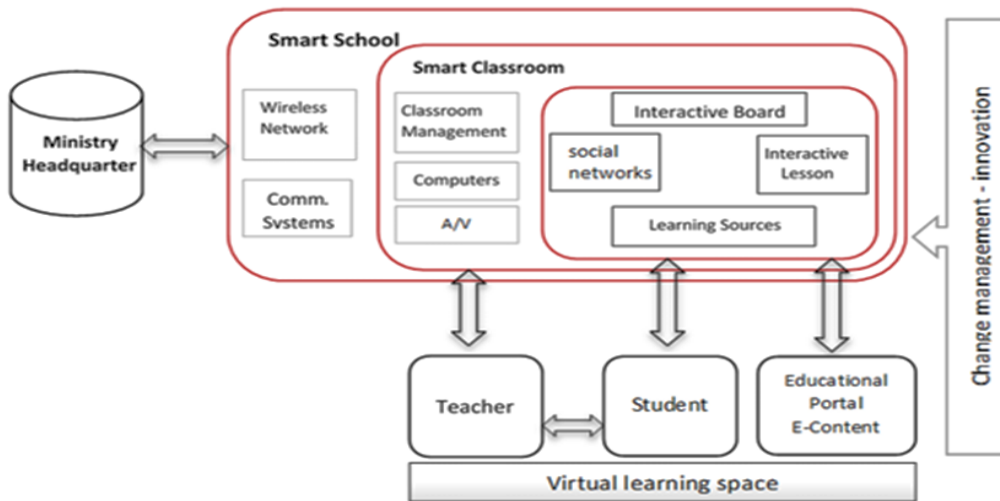 Smart School
Smart Classroom
Wireless
Network
Comm.
Systems
Classroom
Management
Computers
A/V
Interactive Board
social
networks
Interactive
Lesson
Learning Sources
Ministry
Headquarter
Teacher
Student
Educational
Portal
E-Content
Virtual learning space
Change management - innovation